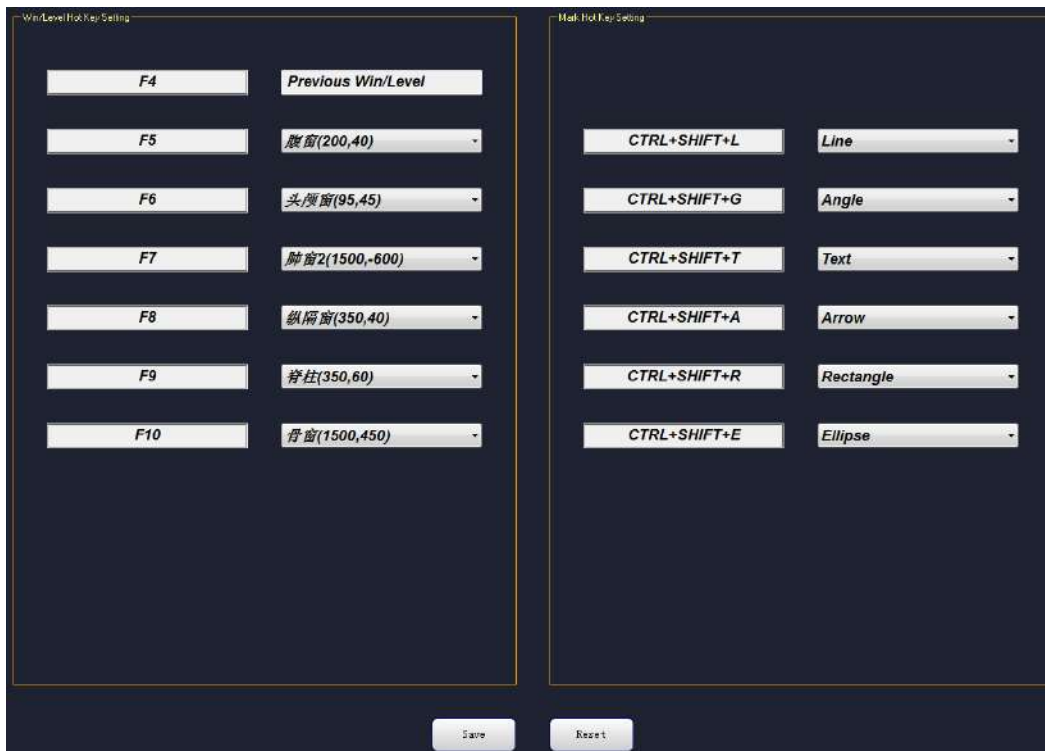 Win/Level Hot Key Setting
F4 Previous Win/Level
F5 腹窗(200,40)
F6 头颅窗(95,45)
F7 肺窗2(1500,-600)
F8 纵隔窗(350,40)
F9 脊柱(350,60)
F10 骨窗(1500,450)
Mark Hot Key Setting
CTRL+SHIFT+L Line
CTRL+SHIFT+G Angle
CTRL+SHIFT+T Text
CTRL+SHIFT+A Arrow
CTRL+SHIFT+R Rectangle
CTRL+SHIFT+E Ellipse
Save Reset